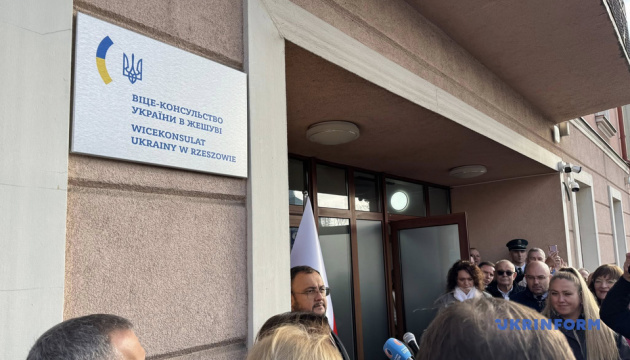 ВІЦЕ-КОНСУЛЬСТВО
УКРАЇНИ В ЖЕШУВІ
WICEKONSULAT
UKRAINY W RZESZOWIE
UKRINFORM